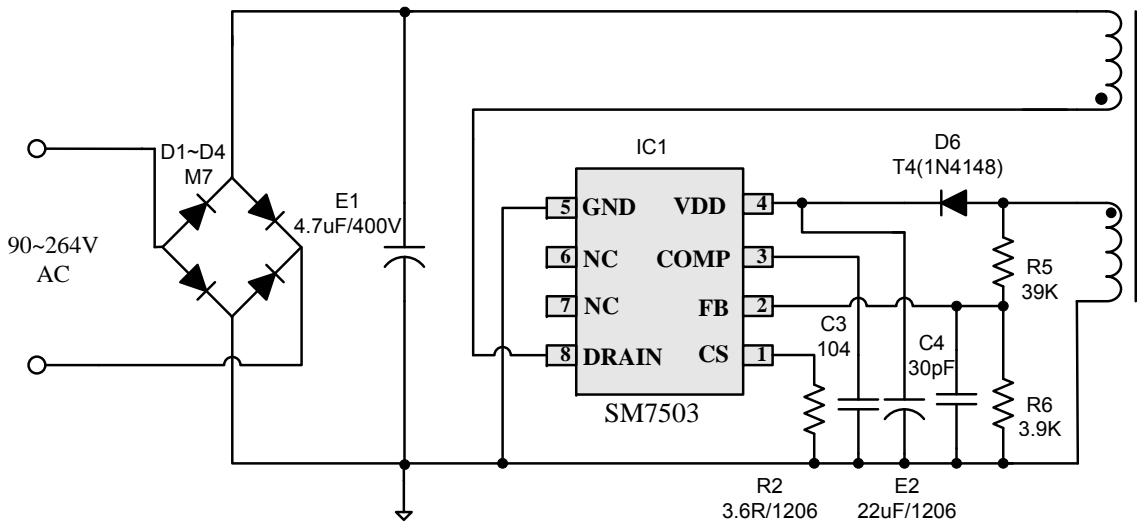 D1~D4
M7
90~264V
AC
E1
4.7uF/400V
IC1
5 GND
6 NC
7 NC
8 DRAIN
VDD 4
COMP 3
FB 2
CS 1
SM7503
D6
T4(1N4148)
R5
39K
C3
104
C4
30pF
R6
3.9K
R2
3.6R/1206
E2
22uF/1206